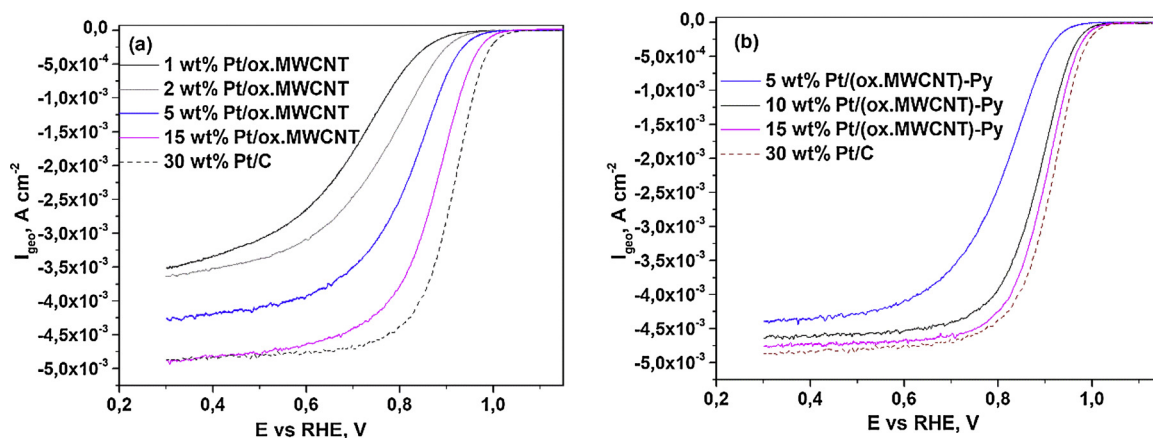 (a)
1 wt% Pt/ox.MWCNT
2 wt% Pt/ox.MWCNT
5 wt% Pt/ox.MWCNT
15 wt% Pt/ox.MWCNT
30 wt% Pt/C
0,0
-5,0x10⁻⁴
-1,0x10⁻³
-1,5x10⁻³
-2,0x10⁻³
-2,5x10⁻³
-3,0x10⁻³
-3,5x10⁻³
-4,0x10⁻³
-4,5x10⁻³
-5,0x10⁻³
I geo, A cm⁻²
0,2 0,4 0,6 0,8 1,0
E vs RHE, V
(b)
5 wt% Pt/(ox.MWCNT)-Py
10 wt% Pt/(ox.MWCNT)-Py
15 wt% Pt/(ox.MWCNT)-Py
30 wt% Pt/C
0,0
-5,0x10⁻⁴
-1,0x10⁻³
-1,5x10⁻³
-2,0x10⁻³
-2,5x10⁻³
-3,0x10⁻³
-3,5x10⁻³
-4,0x10⁻³
-4,5x10⁻³
-5,0x10⁻³
I geo, A cm⁻²
0,2 0,4 0,6 0,8 1,0
E vs RHE, V